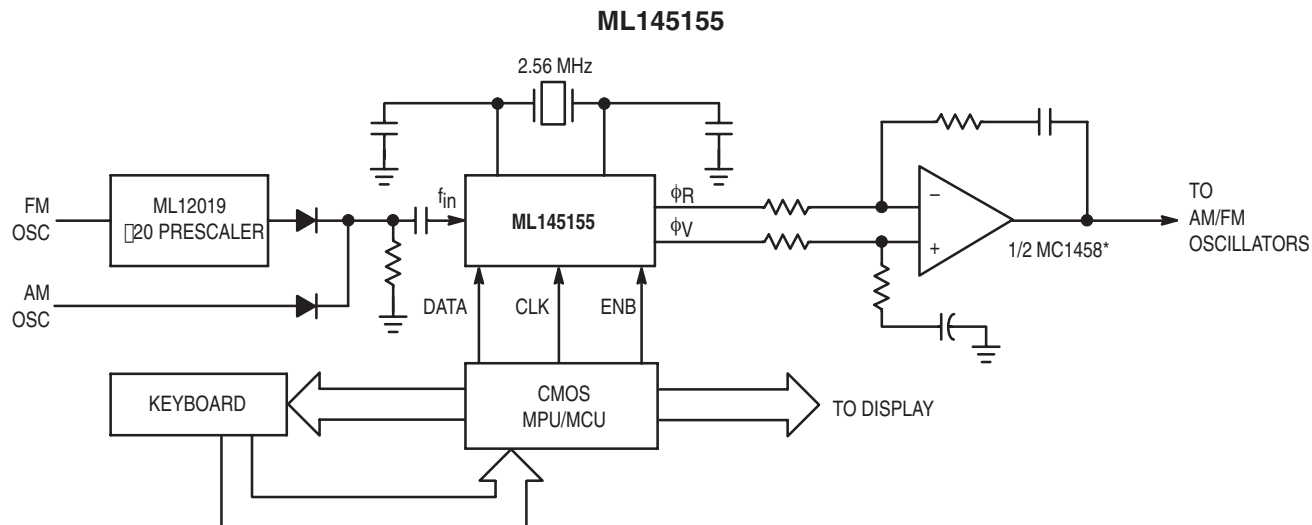 ML145155
2.56 MHz
FM
OSC
ML12019
▯20 PRESCALER
fin
ML145155
ϕR
ϕV
−
+
1/2 MC1458*
TO
AM/FM
OSCILLATORS
AM
OSC
DATA
CLK
ENB
KEYBOARD
CMOS
MPU/MCU
TO DISPLAY